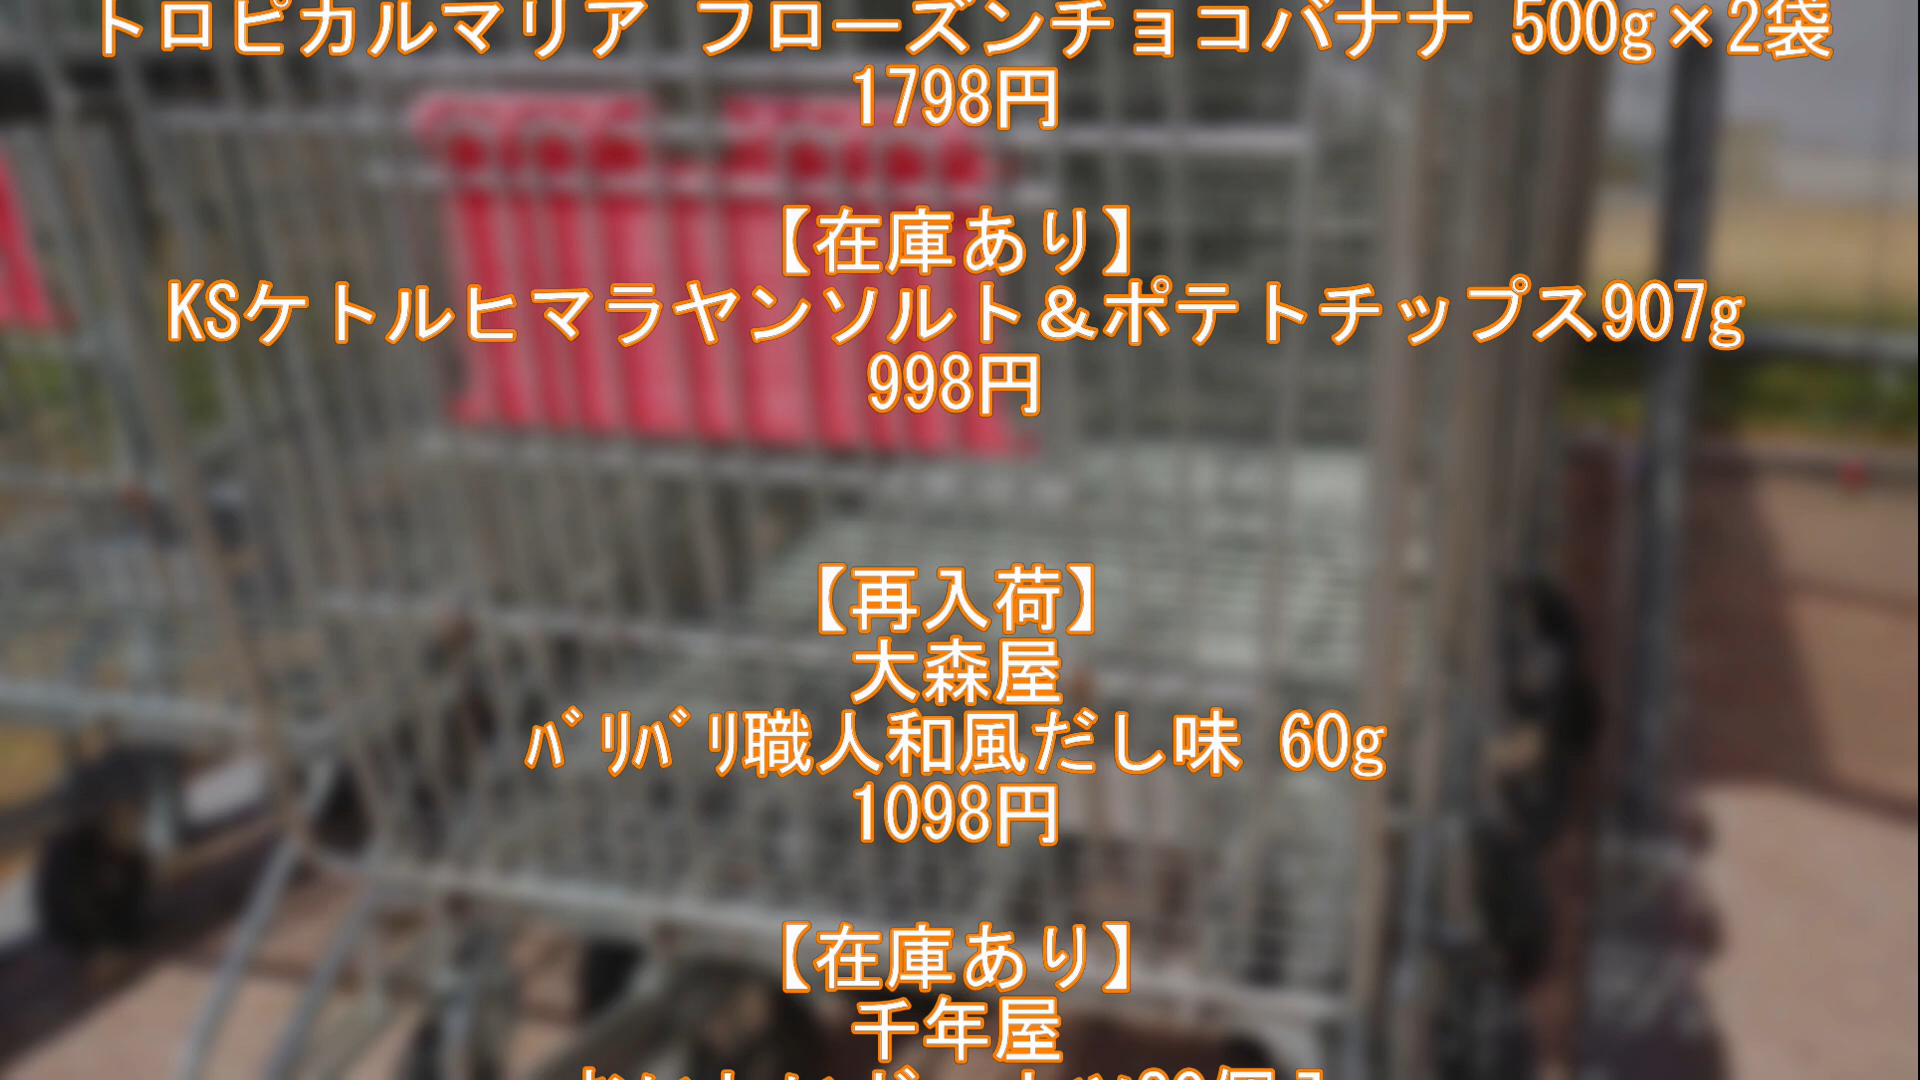 トロピカルマリア フローズンチョコバナナ 500g×2袋
1798円
【在庫あり】
KSケトルヒマラヤンソルト＆ポテトチップス907g
998円
【再入荷】
大森屋
ﾊﾞﾘﾊﾞﾘ職人和風だし味 60g
1098円
【在庫あり】
千年屋